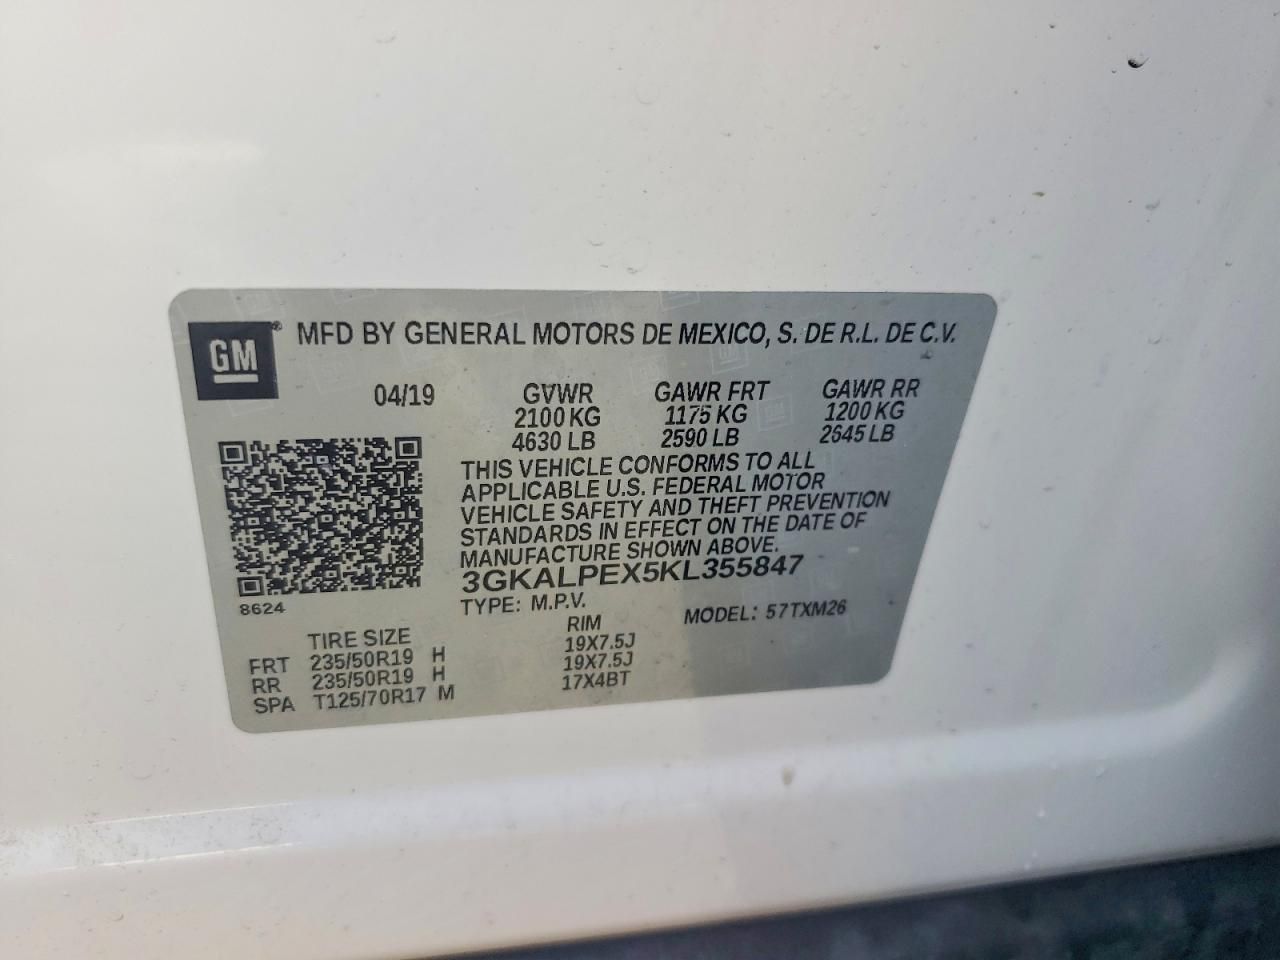 GM® MFD BY GENERAL MOTORS DE MEXICO, S. DE R.L. DE C.V.
04/19 GVWR GAWR FRT GAWR RR
2100 KG 1175 KG 1200 KG
4630 LB 2590 LB 2645 LB
THIS VEHICLE CONFORMS TO ALL
APPLICABLE U.S. FEDERAL MOTOR
VEHICLE SAFETY AND THEFT PREVENTION
STANDARDS IN EFFECT ON THE DATE OF
MANUFACTURE SHOWN ABOVE.
3GKALPEX5KL355847
8624 TYPE: M.P.V. MODEL: 57TXM26
TIRE SIZE RIM
FRT 235/50R19 H 19X7.5J
RR 235/50R19 H 19X7.5J
SPA T125/70R17 M 17X4BT